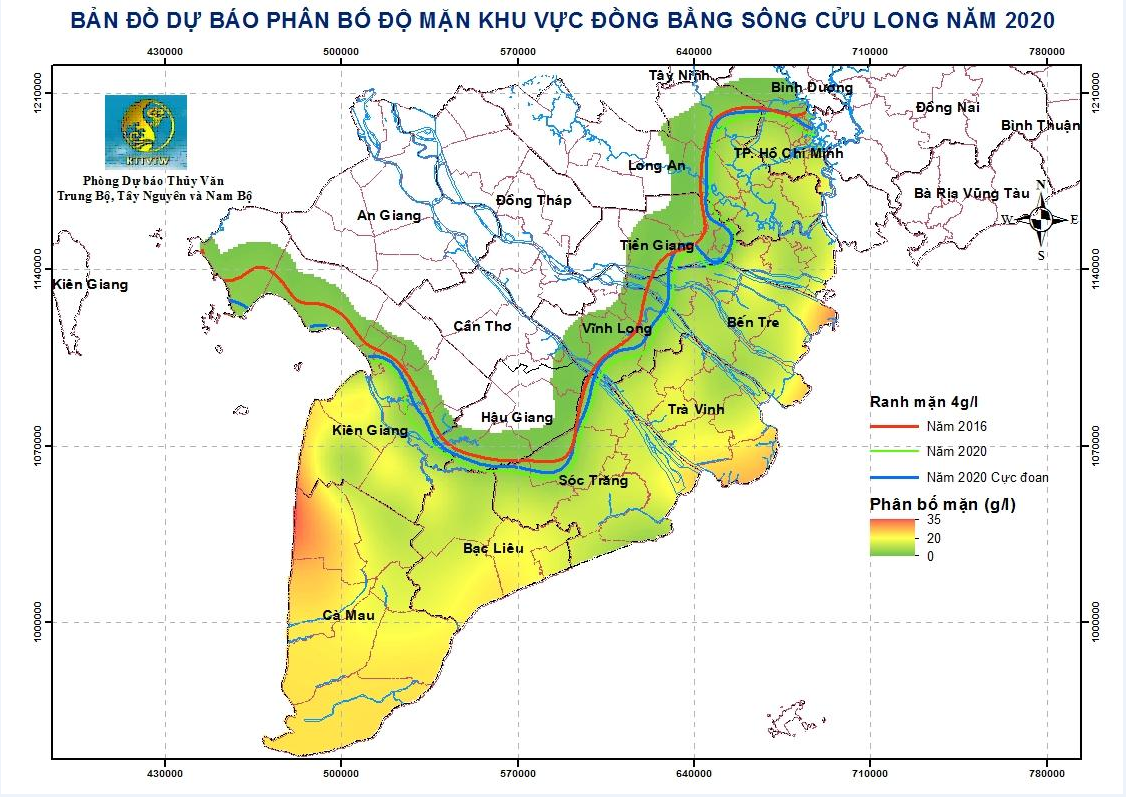 BẢN ĐỒ DỰ BÁO PHÂN BỐ ĐỘ MẶN KHU VỰC ĐỒNG BẰNG SÔNG CỬU LONG NĂM 2020
430000 500000 570000 640000 710000 780000
1210000
1210000
KTTVTW
Phòng Dự báo Thủy Văn
Trung Bộ, Tây Nguyên và Nam Bộ
Tây Ninh
Bình Dương
Đồng Nai
Bình Thuận
TP. Hồ Chí Minh
Long An
Bà Rịa Vũng Tàu
N
W
E
S
Đồng Tháp
An Giang
Tiền Giang
1140000
1140000
Kiên Giang
Bến Tre
Cần Thơ
Vĩnh Long
Trà Vinh
Hậu Giang
Kiên Giang
1070000
1070000
Sóc Trăng
Bạc Liêu
Cà Mau
1000000
1000000
Ranh mặn 4g/l
Năm 2016
Năm 2020
Năm 2020 Cực đoan
Phân bố mặn (g/l)
35
20
0
430000 500000 570000 640000 710000 780000